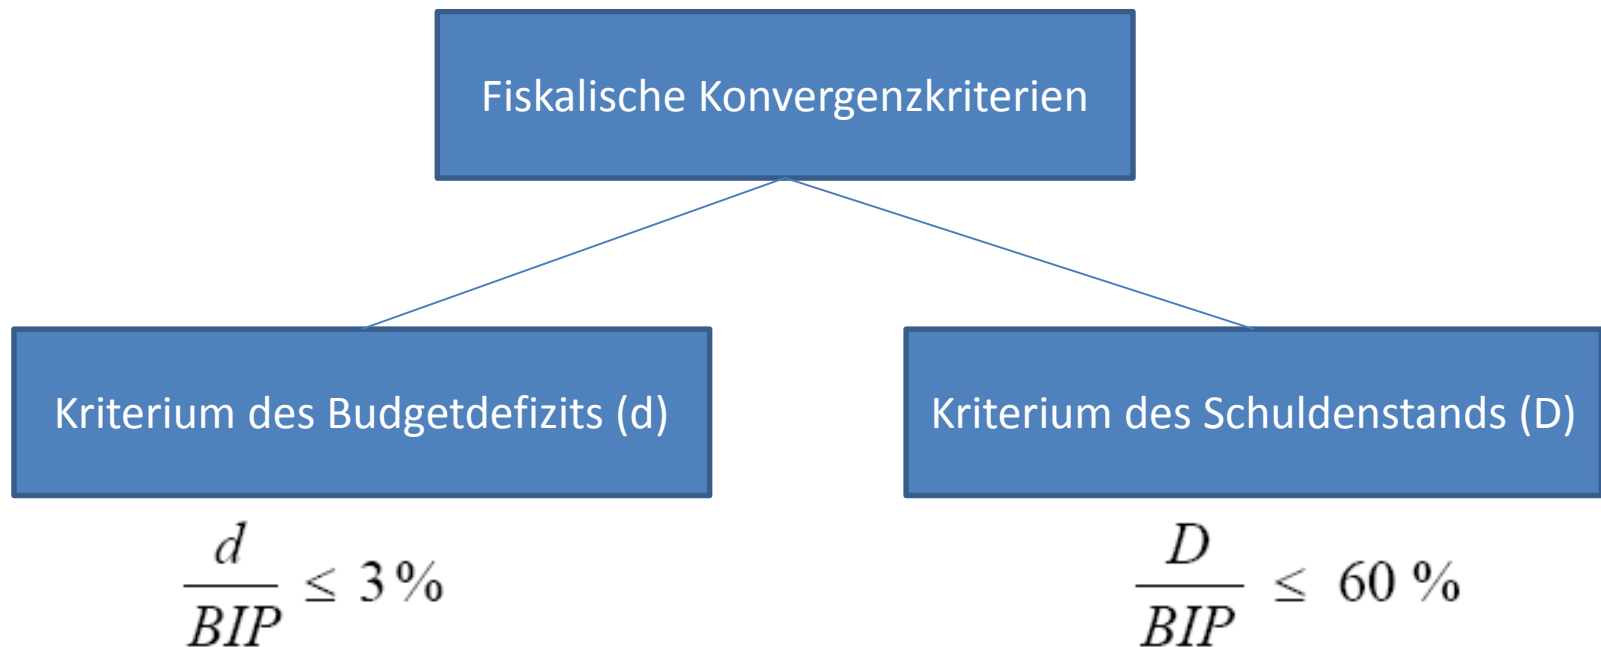 Fiskalische Konvergenzkriterien
Kriterium des Budgetdefizits (d)
Kriterium des Schuldenstands (D)
d/BIP ≤ 3%
D/BIP ≤ 60 %